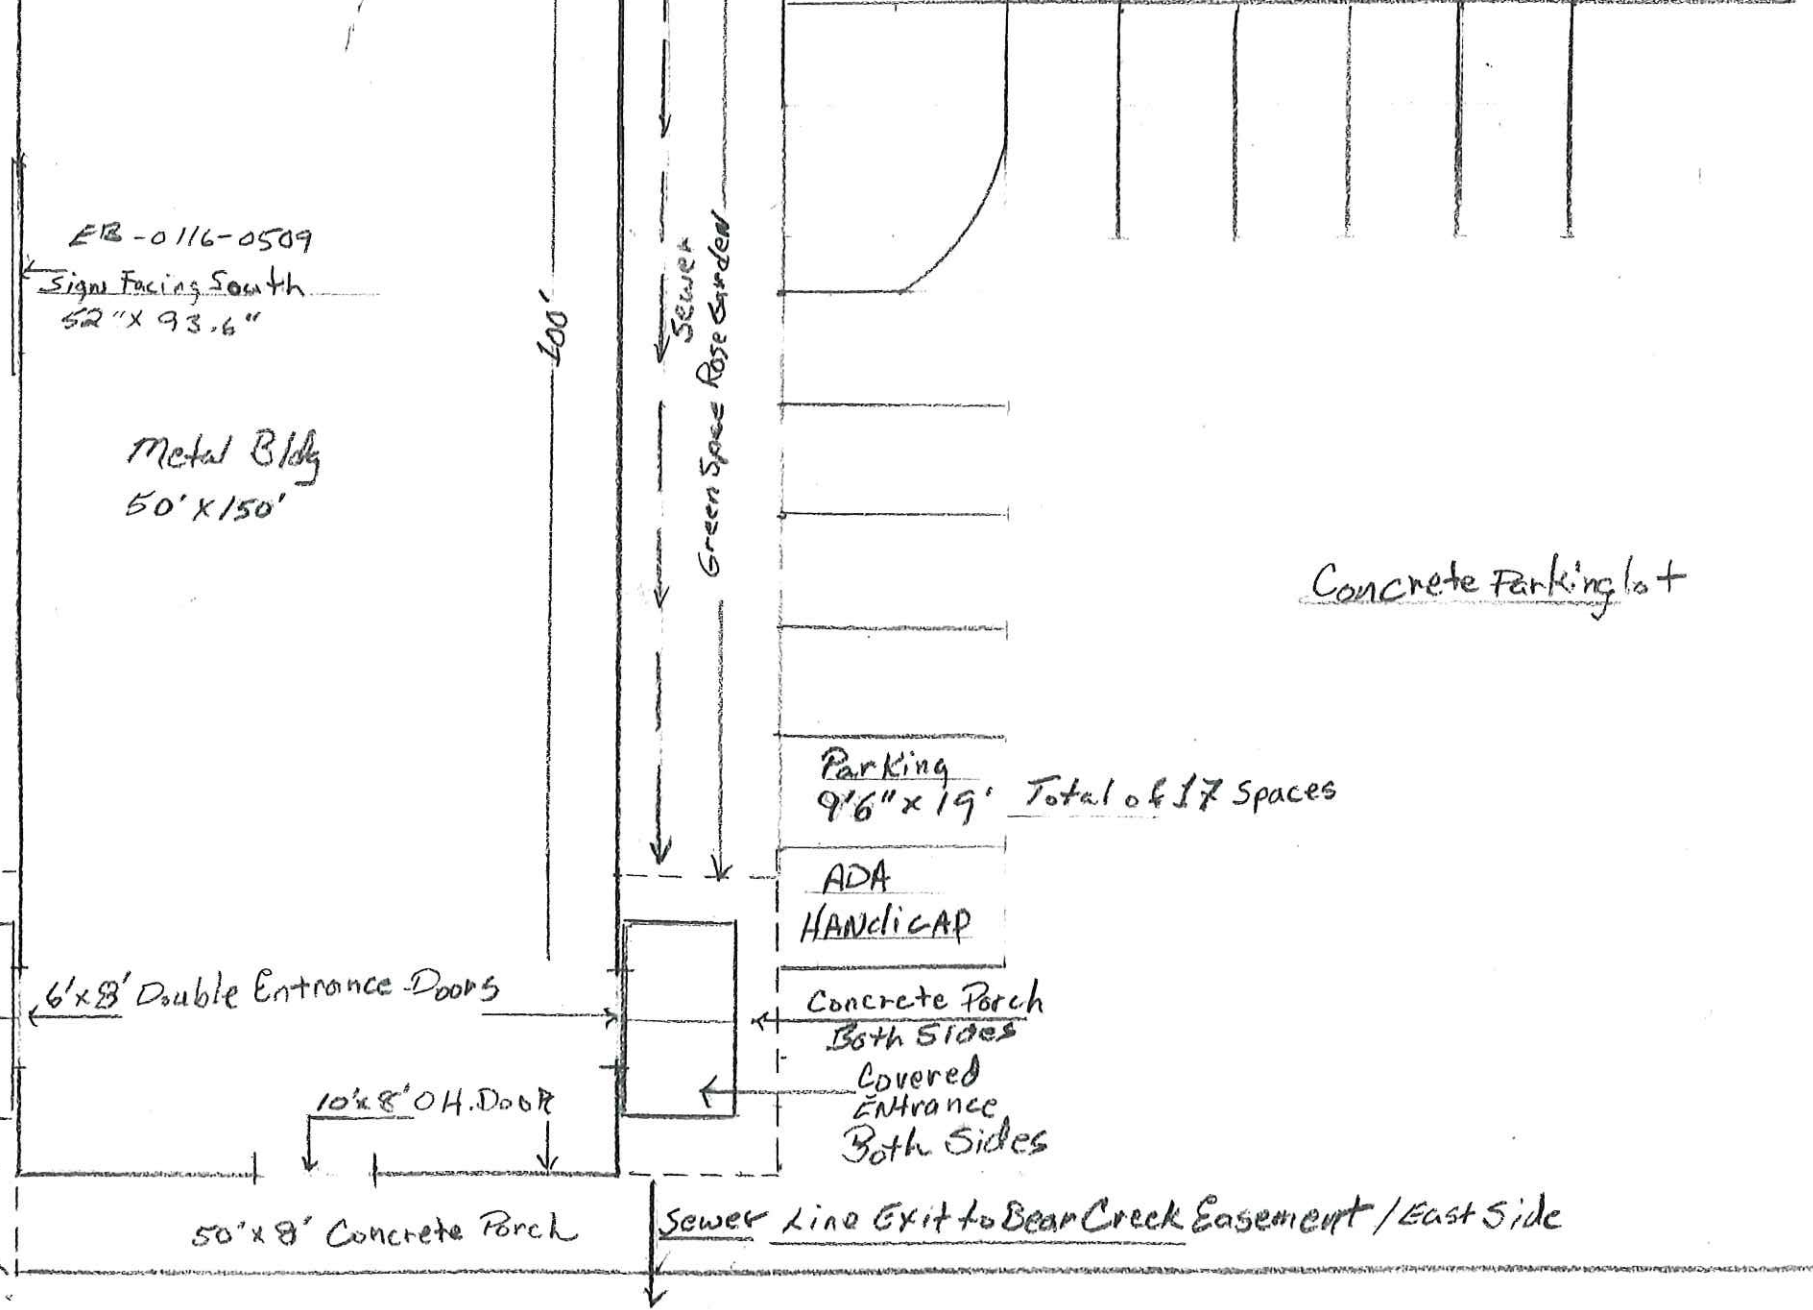 EB-0116-0509
Sign Facing South
52" X 93.6"
100'
Sewer
Green Space Rose Garden
Metal Bldg
50' X 150'
Concrete Parking lot
Parking
9'6" x 19' Total of 17 Spaces
ADA
HANdiCAP
6'x8' Double Entrance Doors
Concrete Porch
Both Sides
Covered
ENtrance
Both Sides
10'x8' OH. DOOR
50' x 8' Concrete Porch
Sewer Line Exit to Bear Creek Easement / East Side